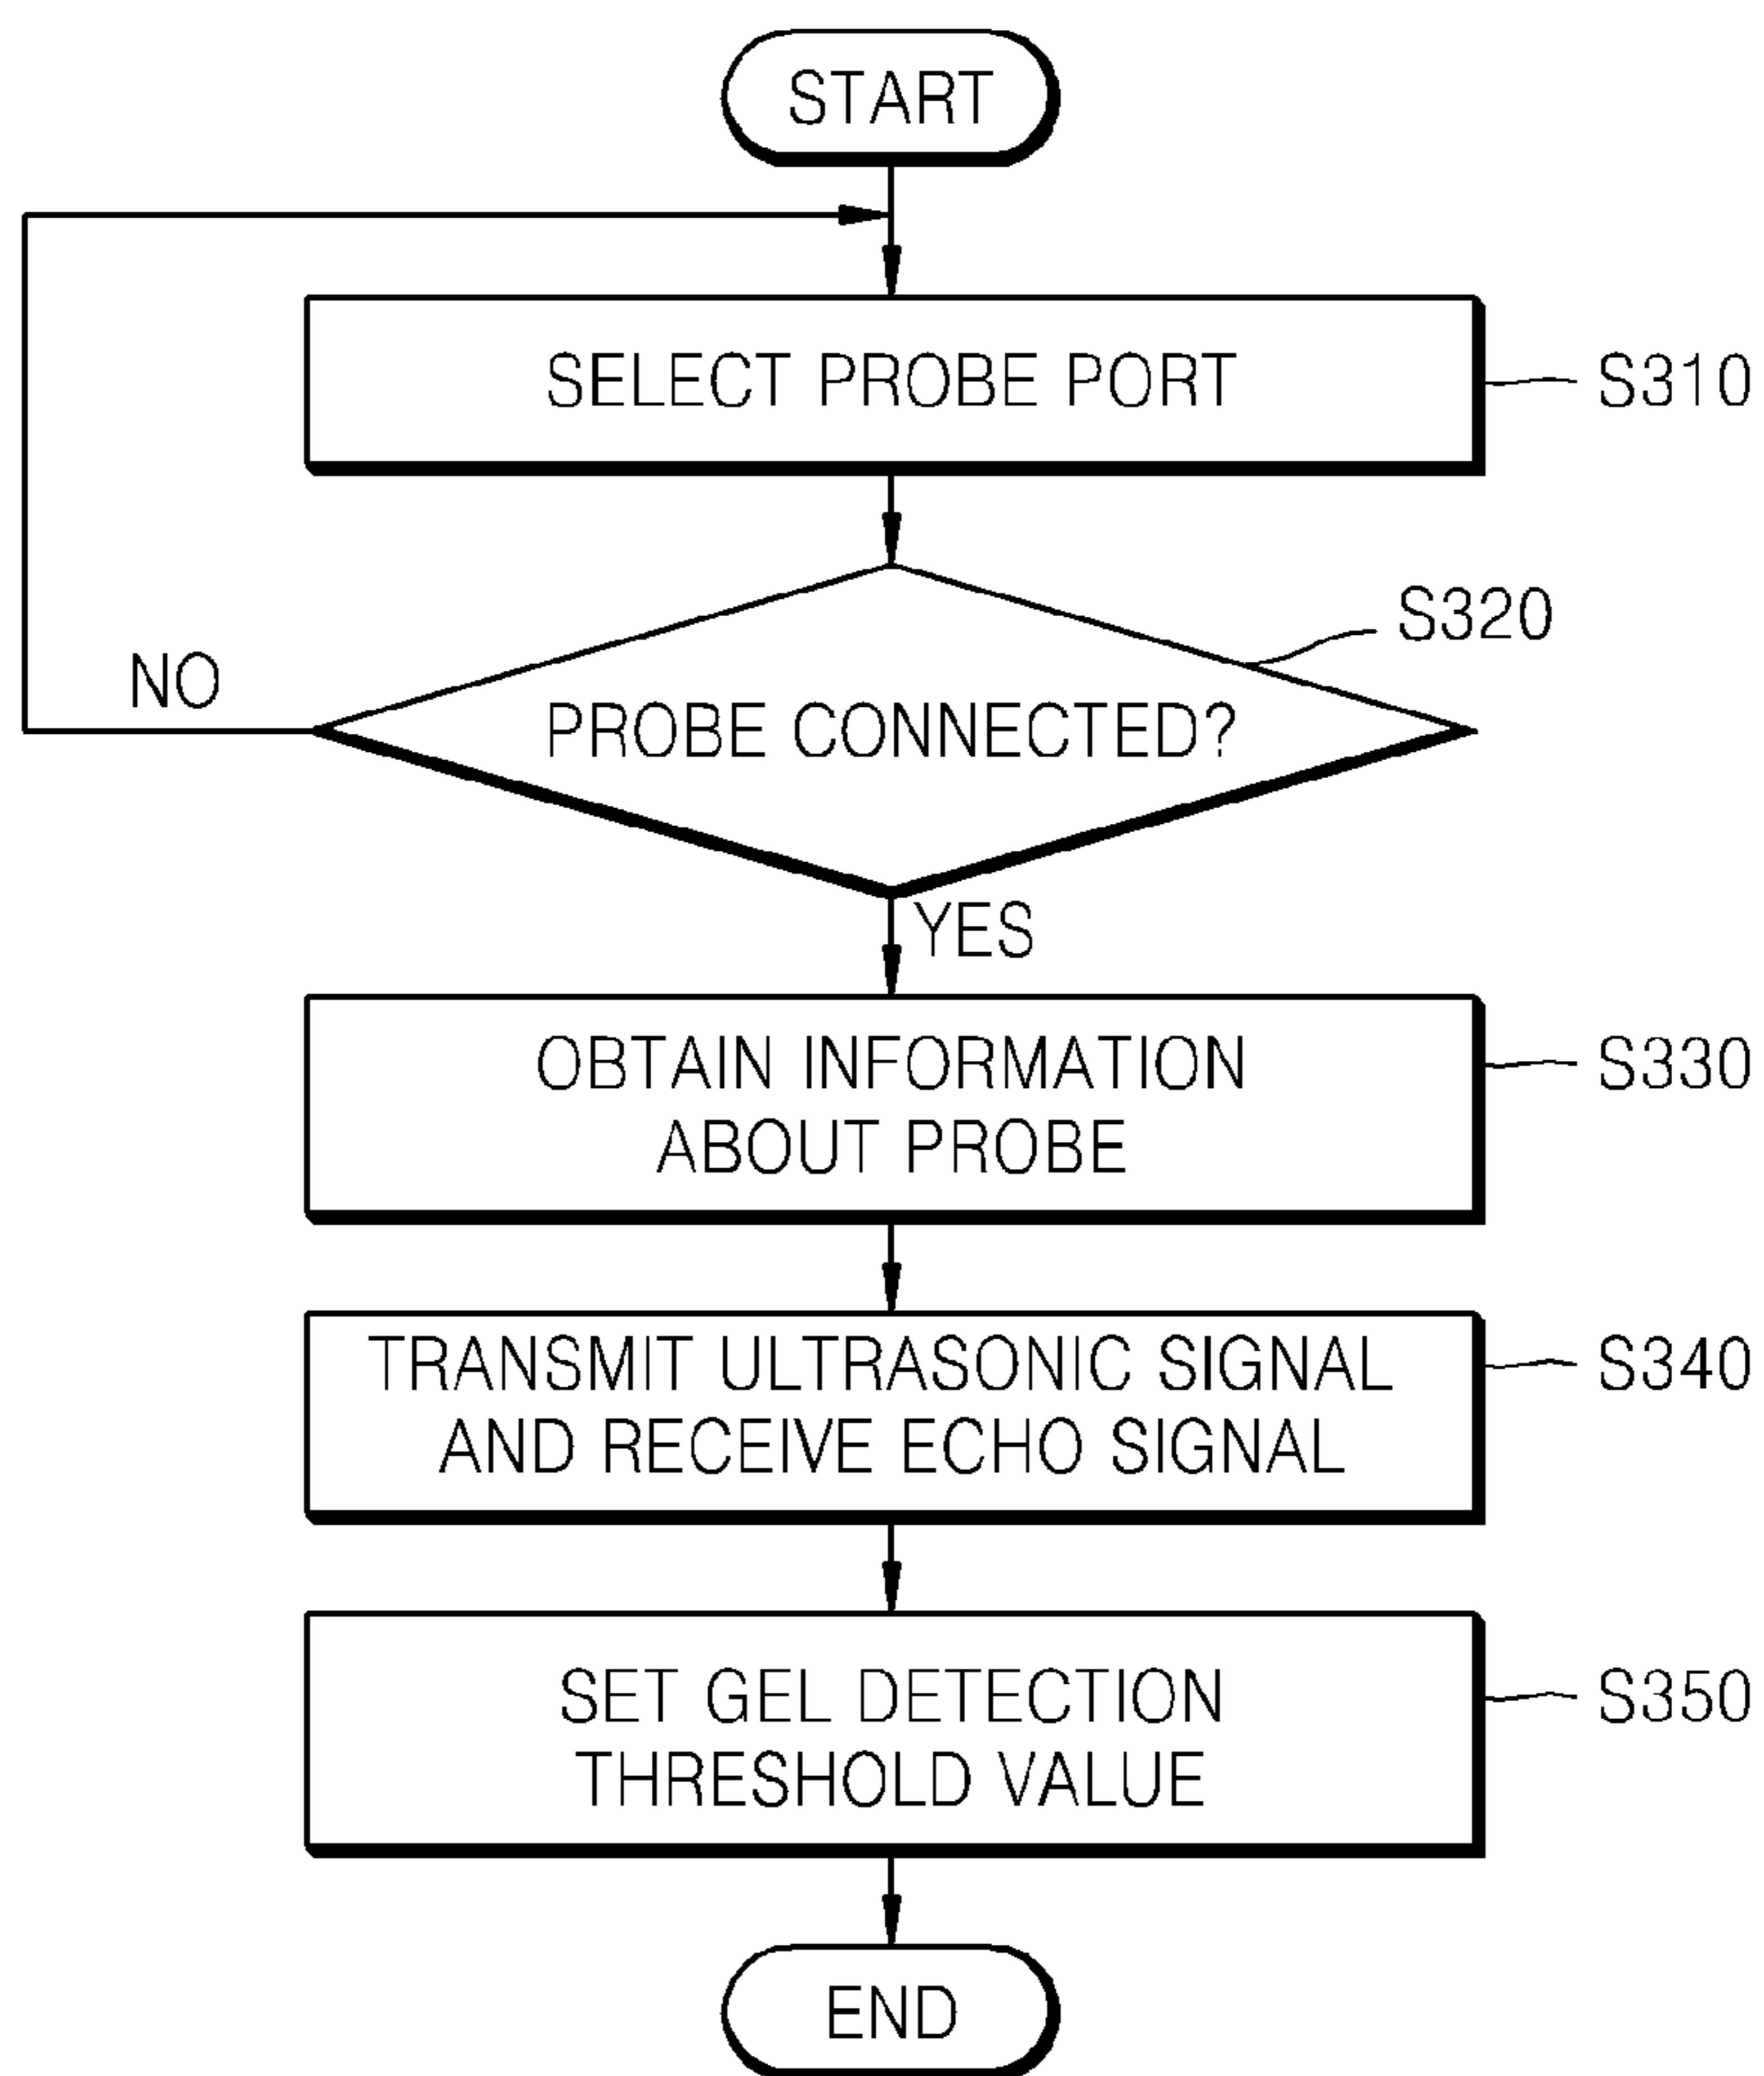 START
SELECT PROBE PORT
S310
S320
NO
PROBE CONNECTED?
YES
OBTAIN INFORMATION
ABOUT PROBE
S330
TRANSMIT ULTRASONIC SIGNAL
AND RECEIVE ECHO SIGNAL
S340
SET GEL DETECTION
THRESHOLD VALUE
S350
END